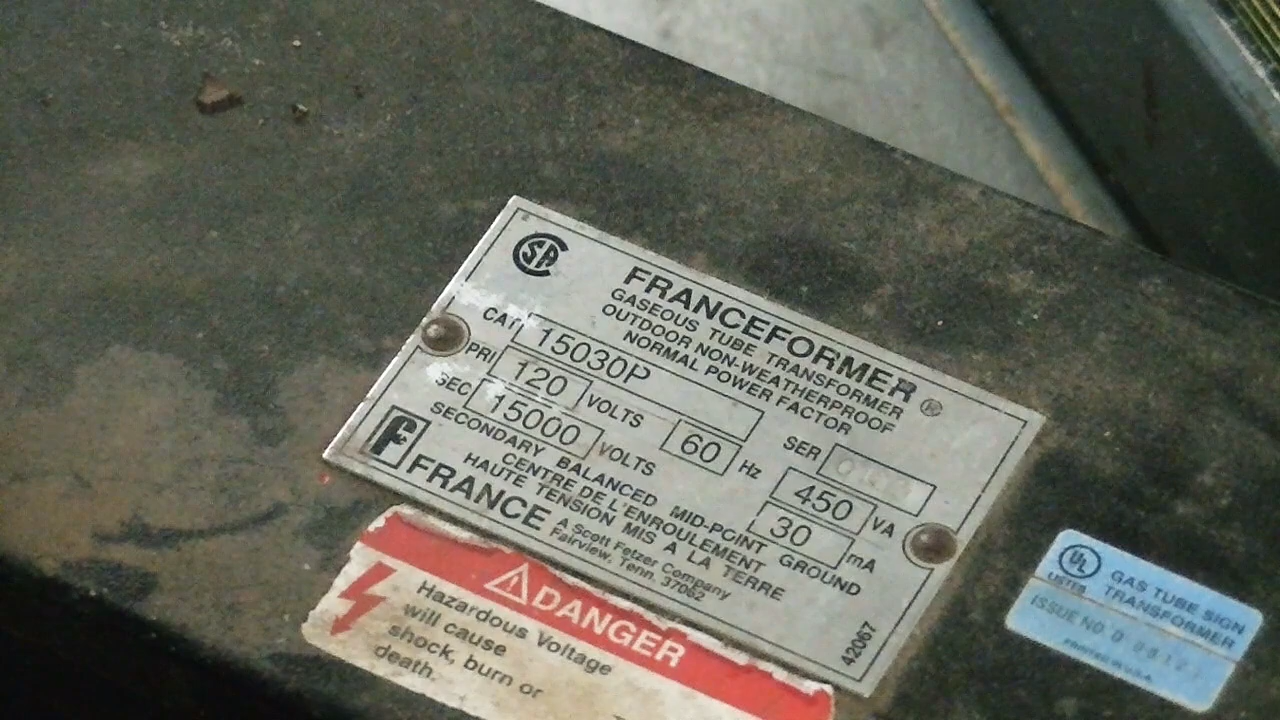 CSA
FRANCEFORMER®
GASEOUS TUBE TRANSFORMER
OUTDOOR NON-WEATHERPROOF
NORMAL POWER FACTOR
CAT 15030P
SER
PRI 120 VOLTS 60 Hz 450 VA
SEC 15000 VOLTS 30 mA
SECONDARY BALANCED MID-POINT GROUND
CENTRE DE L'ENROULEMENT
HAUTE TENSION MIS A LA TERRE
F FRANCE
A Scott Fetzer Company
Fairview, Tenn. 37062
42067
DANGER
Hazardous Voltage
will cause
shock, burn or
death.
UL LISTED
GAS TUBE SIGN
TRANSFORMER
ISSUE NO. D